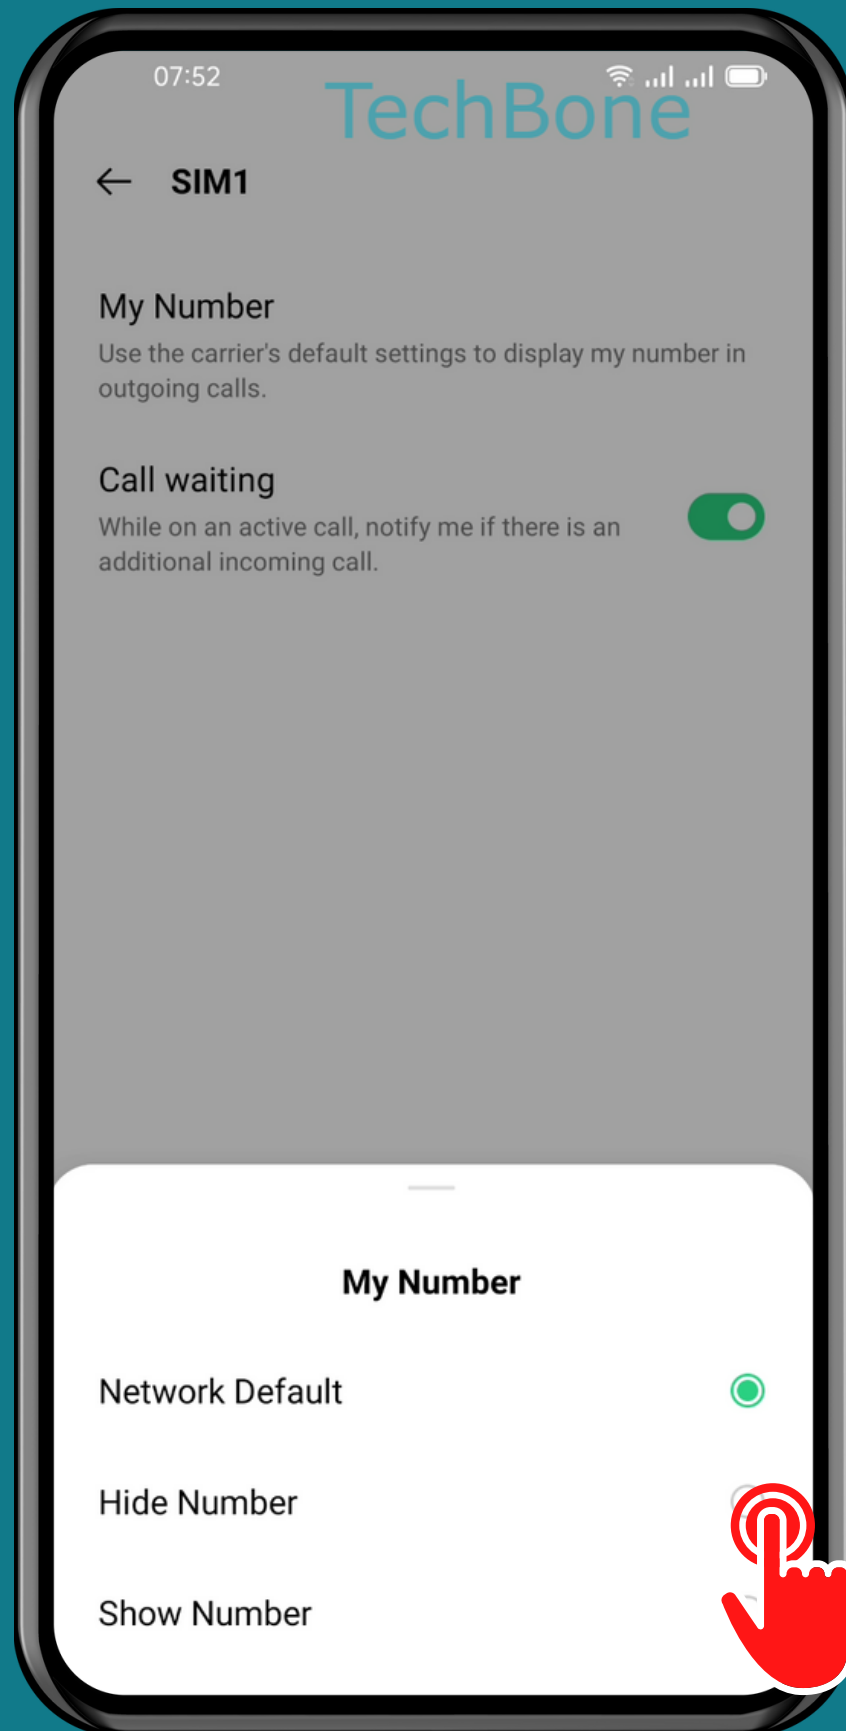 07:52
TechBone
SIM1
My Number
Use the carrier's default settings to display my number in
outgoing calls.
Call waiting
While on an active call, notify me if there is an
additional incoming call.
My Number
Network Default
Hide Number
Show Number